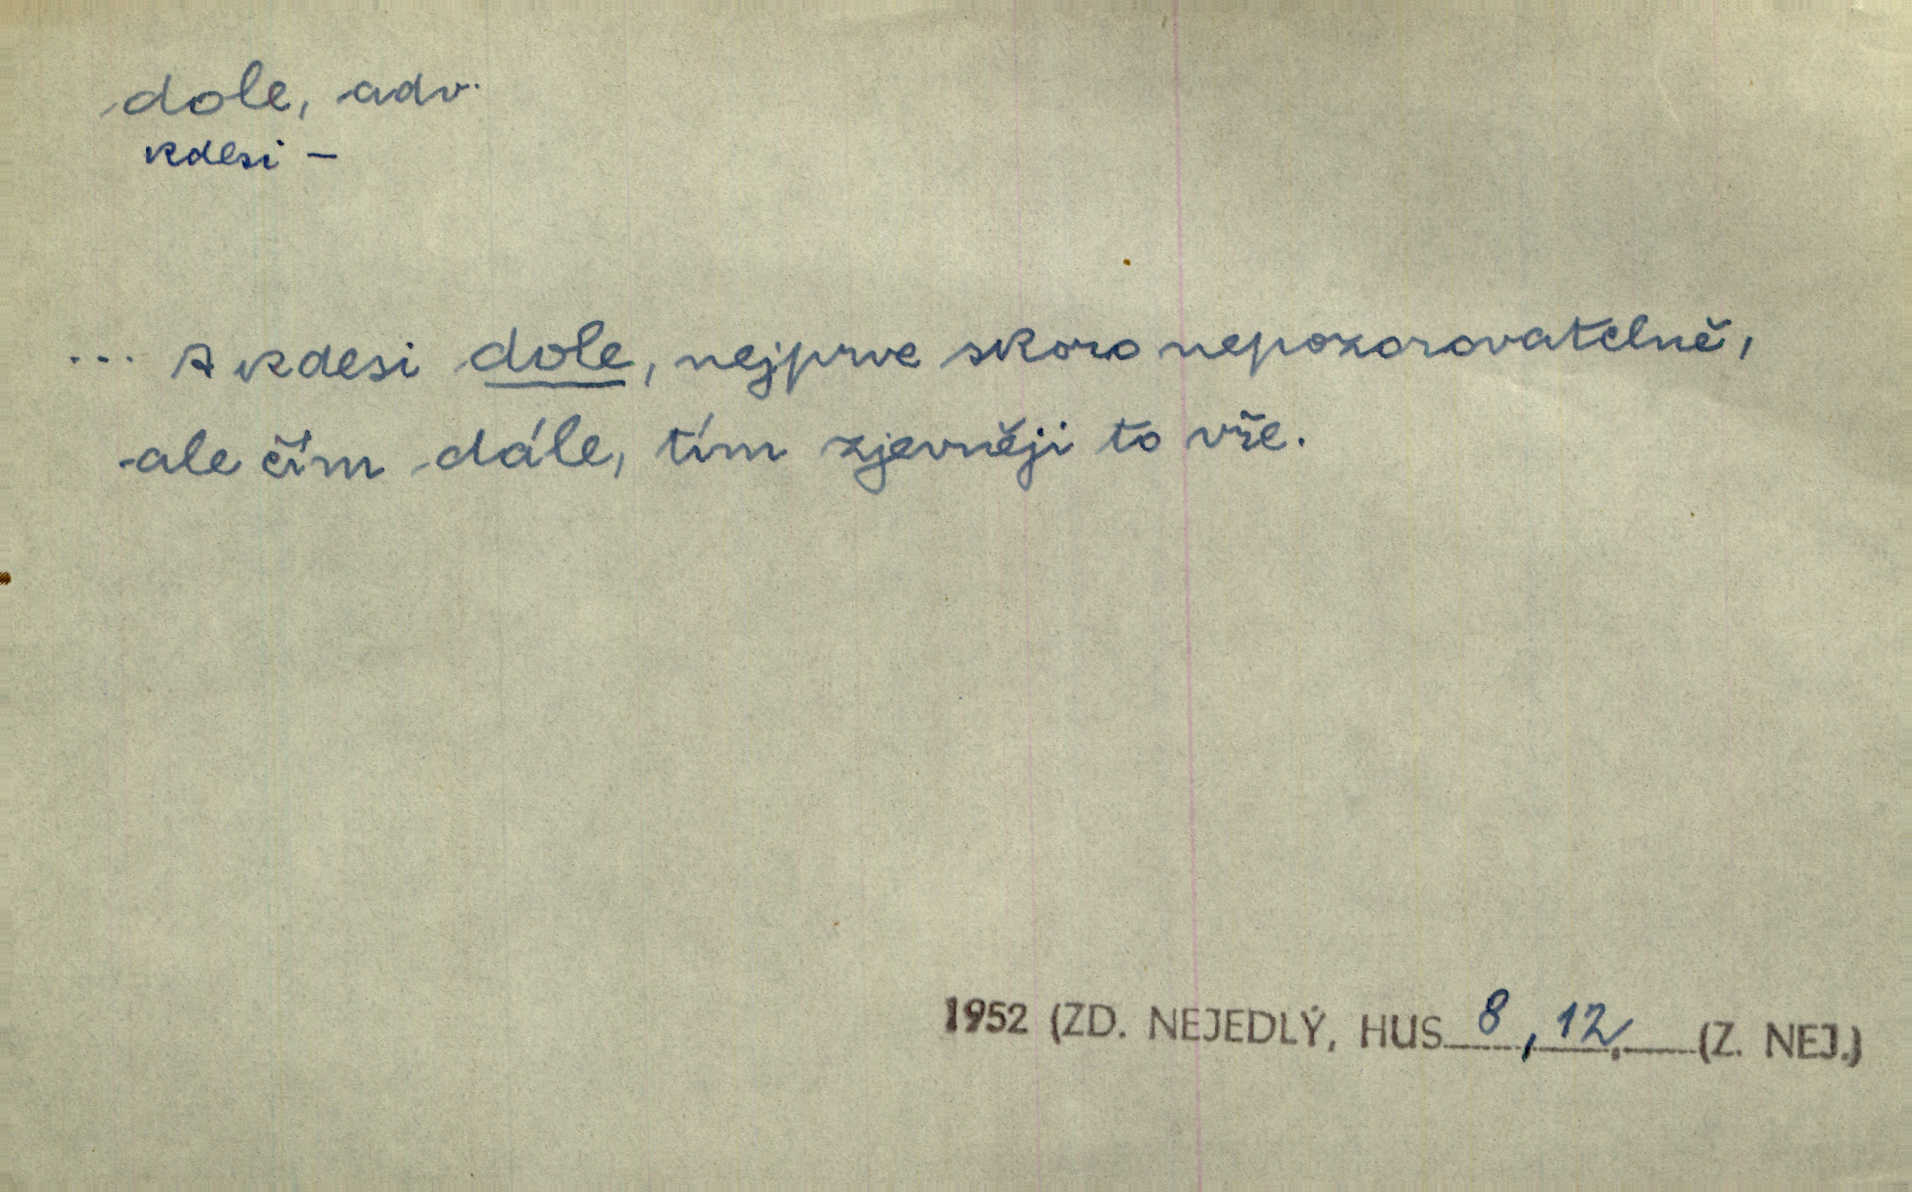 dole, adv.
kdesi –
... A kdesi dole, nejprve skoro nepozorovatelně,
ale čím dále, tím zjevněji to vře.
1952 (ZD. NEJEDLÝ, HUS 8, 12. (Z. NEJ.)